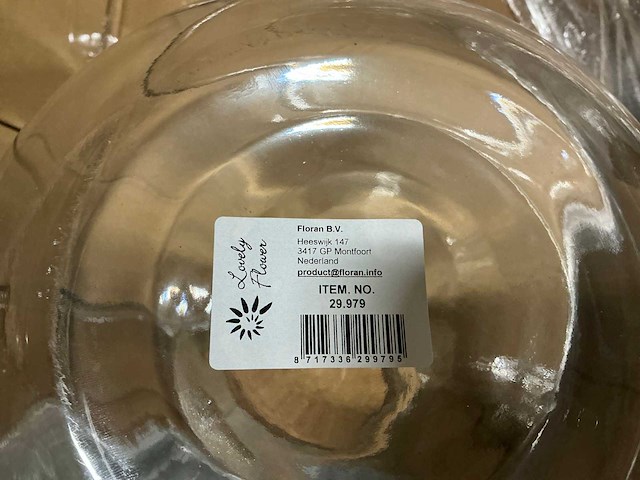 Lovely
Flower
Floran B.V.
Heeswijk 147
3417 GP Montfoort
Nederland
product@floran.info
ITEM. NO.
29.979
8 717336 299795